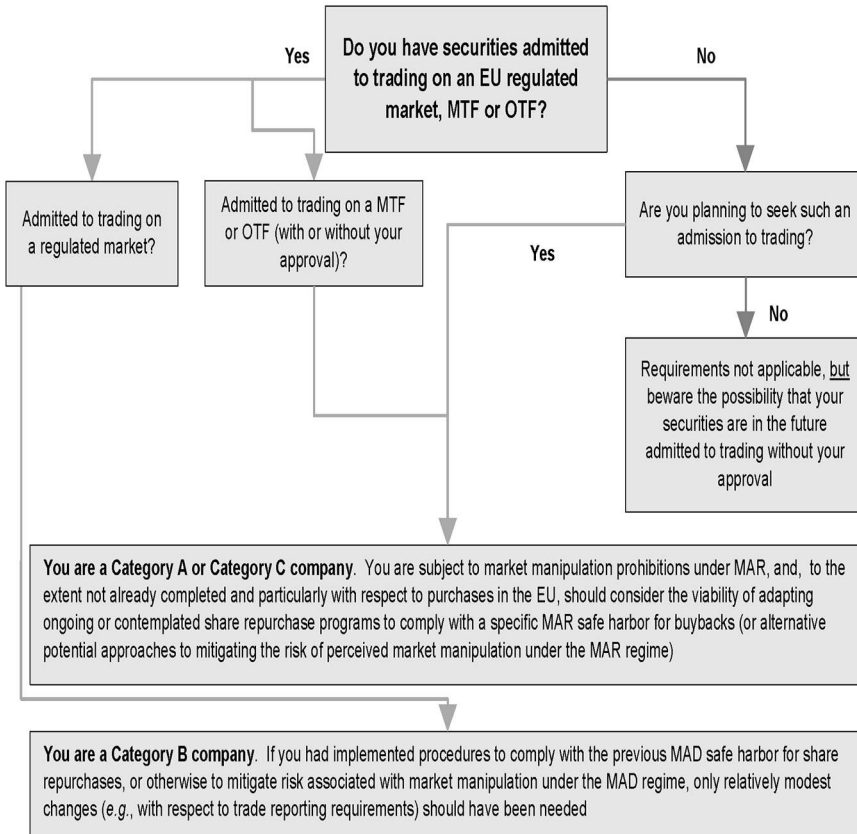 Do you have securities admitted
to trading on an EU regulated
market, MTF or OTF?
Yes
No
Admitted to trading on
a regulated market?
Admitted to trading on a MTF
or OTF (with or without your
approval)?
Are you planning to seek such an
admission to trading?
Yes
No
Requirements not applicable, but
beware the possibility that your
securities are in the future
admitted to trading without your
approval
You are a Category A or Category C company. You are subject to market manipulation prohibitions under MAR, and, to the
extent not already completed and particularly with respect to purchases in the EU, should consider the viability of adapting
ongoing or contemplated share repurchase programs to comply with a specific MAR safe harbor for buybacks (or alternative
potential approaches to mitigating the risk of perceived market manipulation under the MAR regime)
You are a Category B company. If you had implemented procedures to comply with the previous MAD safe harbor for share
repurchases, or otherwise to mitigate risk associated with market manipulation under the MAD regime, only relatively modest
changes (e.g., with respect to trade reporting requirements) should have been needed